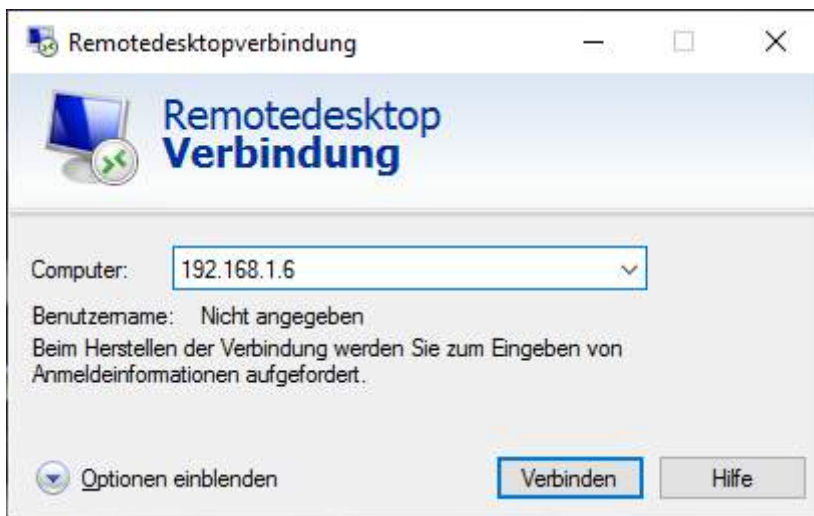 Remotedesktopverbindung
Remotedesktop
Verbindung
Computer: 192.168.1.6
Benutzername: Nicht angegeben
Beim Herstellen der Verbindung werden Sie zum Eingeben von
Anmeldeinformationen aufgefordert.
Optionen einblenden Verbinden Hilfe